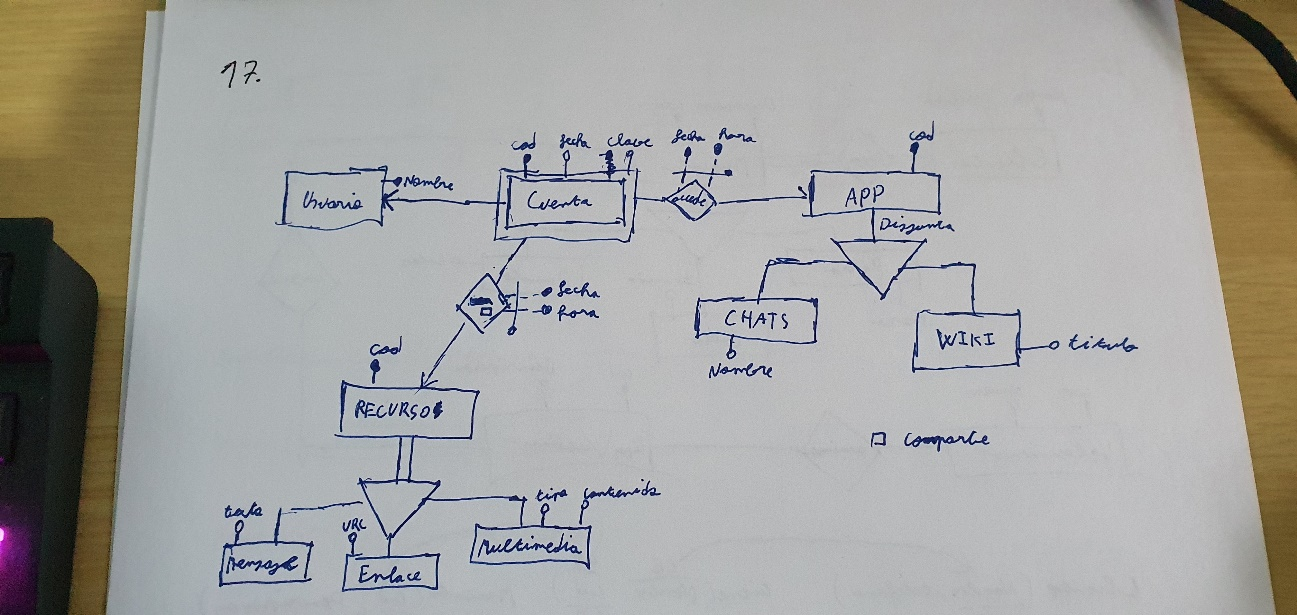 17.
cod fecha clave fecha hora cod
Usuario Nombre Cuenta accede APP
Disjunta
fecha
hora
CHATS WIKI titulo
Nombre
cod
RECURSO
comparte
texto URL tipo contenido
Mensaje Enlace Multimedia